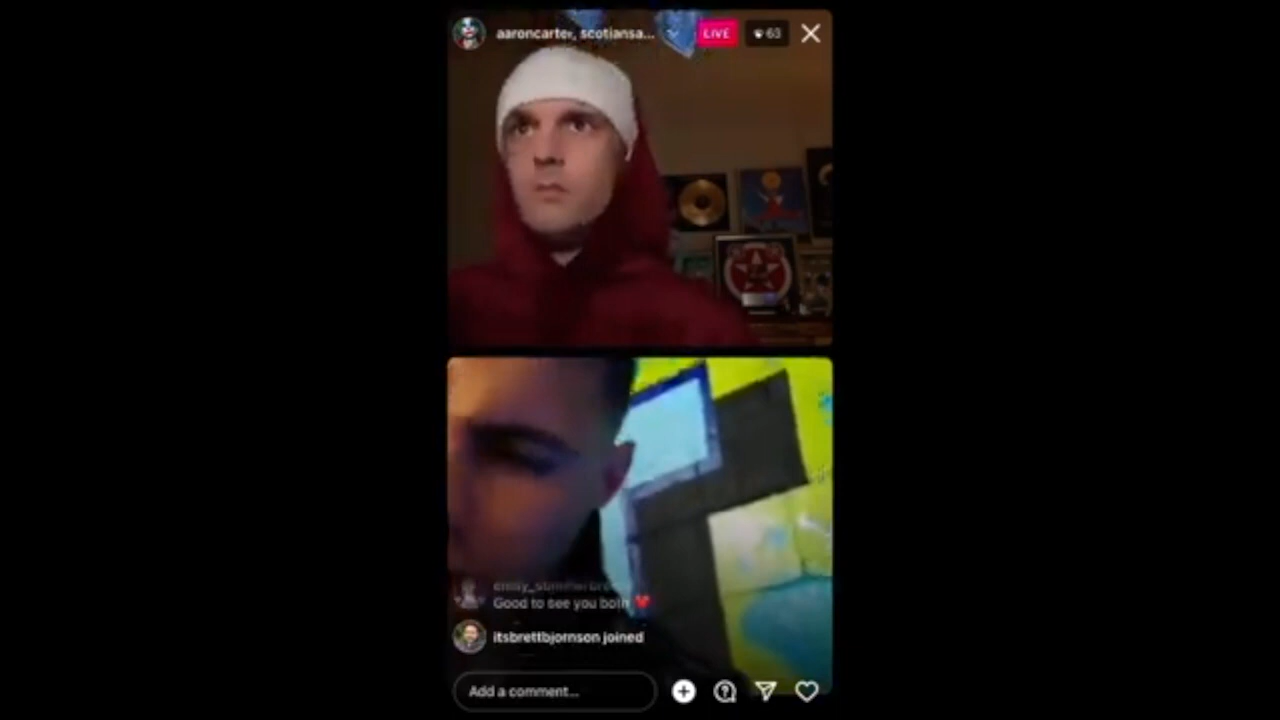 aaroncarter, scotiansa...
LIVE
63
Good to see you both ❤️
itsbrettbjornson joined
Add a comment...